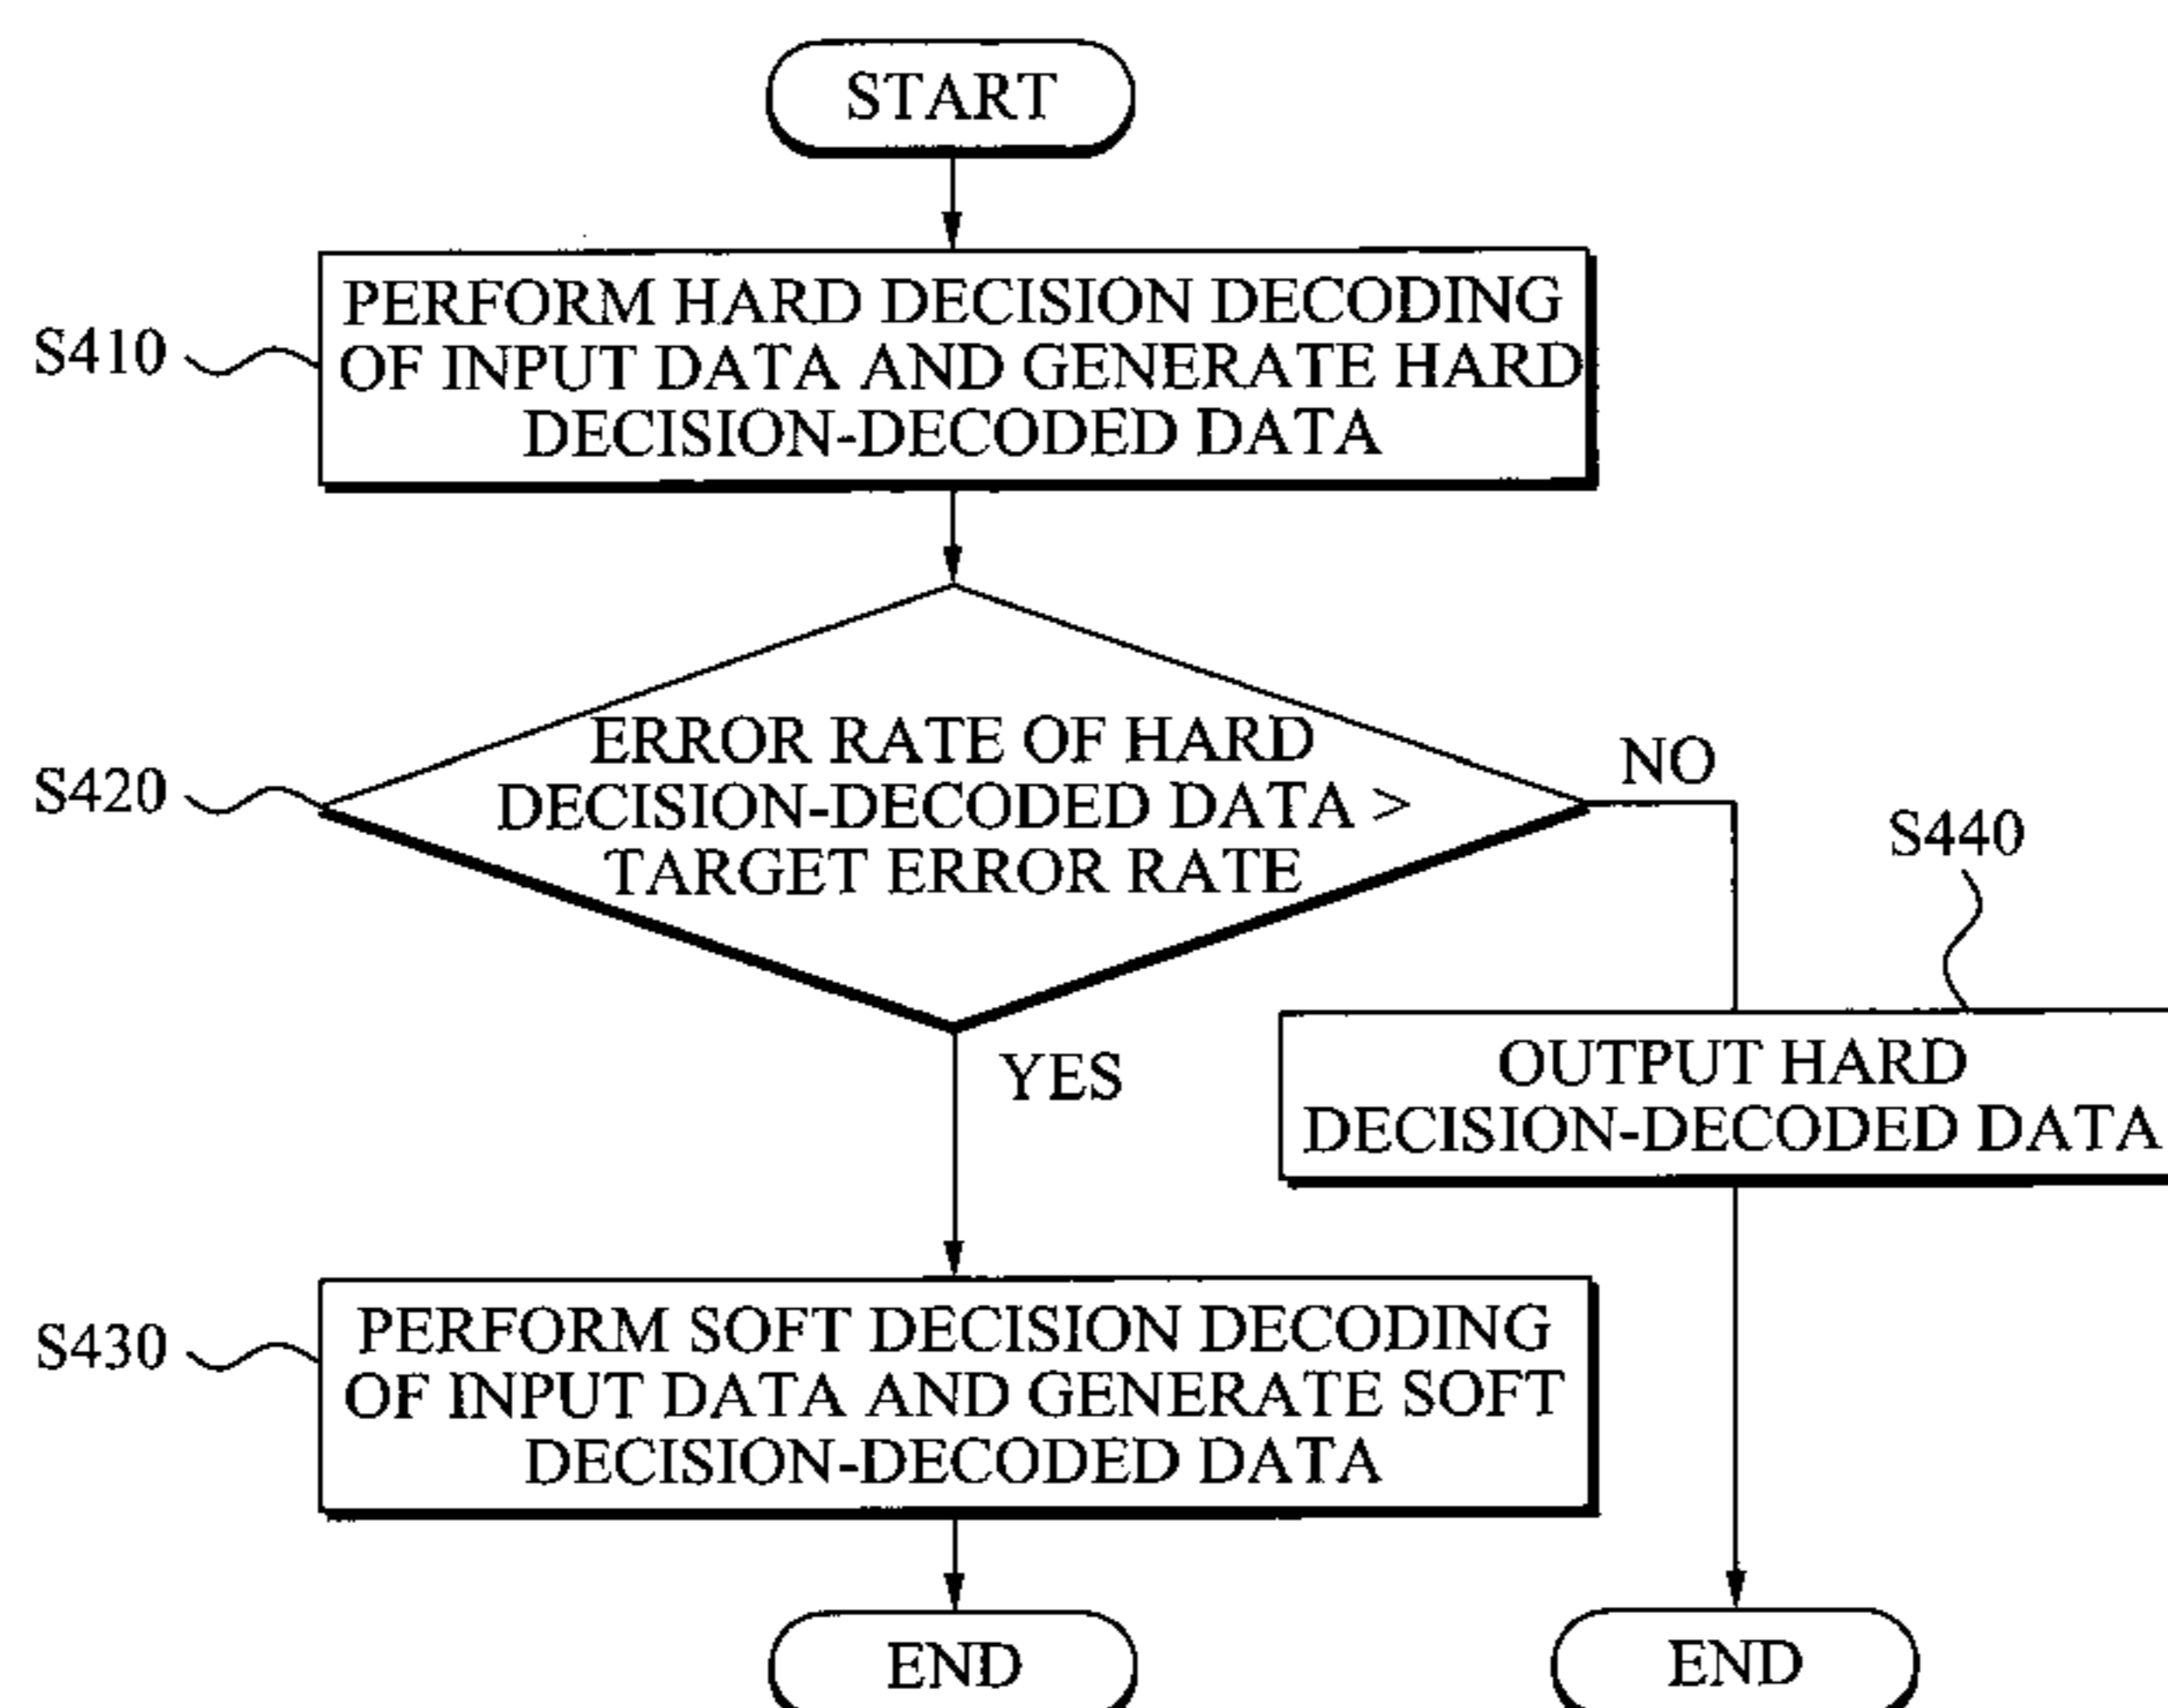 START
S410
PERFORM HARD DECISION DECODING
OF INPUT DATA AND GENERATE HARD
DECISION-DECODED DATA
S420
ERROR RATE OF HARD
DECISION-DECODED DATA >
TARGET ERROR RATE
NO
YES
S440
OUTPUT HARD
DECISION-DECODED DATA
S430
PERFORM SOFT DECISION DECODING
OF INPUT DATA AND GENERATE SOFT
DECISION-DECODED DATA
END
END